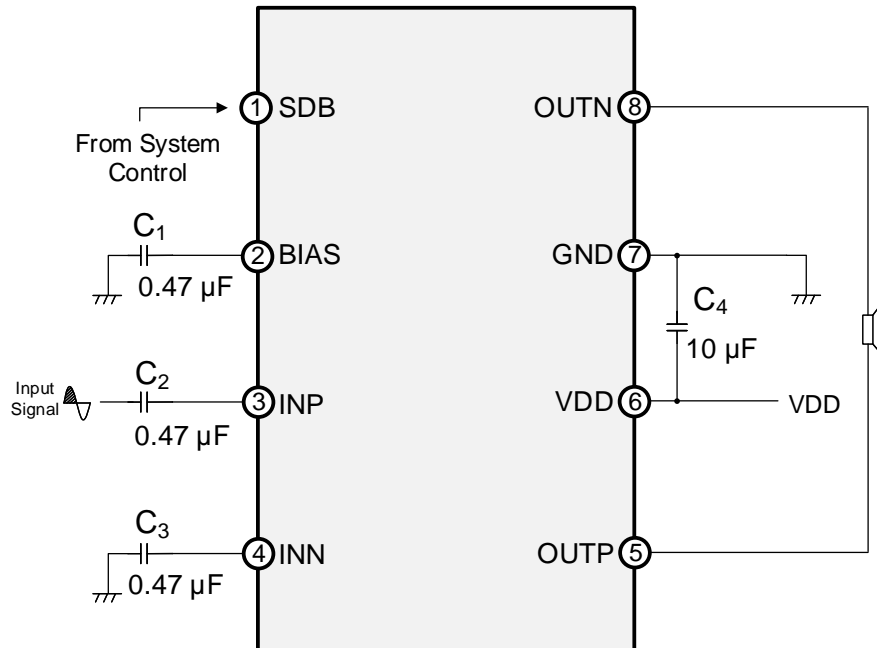 1 SDB
From System
Control
C1
2 BIAS
0.47 µF
Input
Signal
C2
3 INP
0.47 µF
C3
4 INN
0.47 µF
OUTN 8
GND 7
C4
10 µF
VDD 6
VDD
OUTP 5